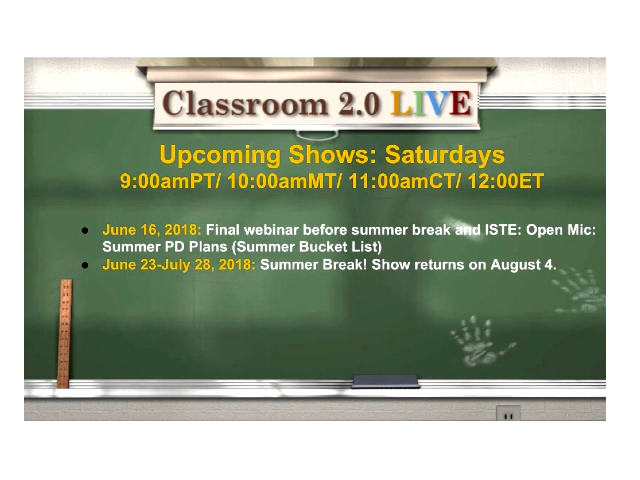 Classroom 2.0 LIVE
Upcoming Shows: Saturdays
9:00amPT/ 10:00amMT/ 11:00amCT/ 12:00ET
● June 16, 2018: Final webinar before summer break and ISTE: Open Mic:
Summer PD Plans (Summer Bucket List)
● June 23-July 28, 2018: Summer Break! Show returns on August 4.